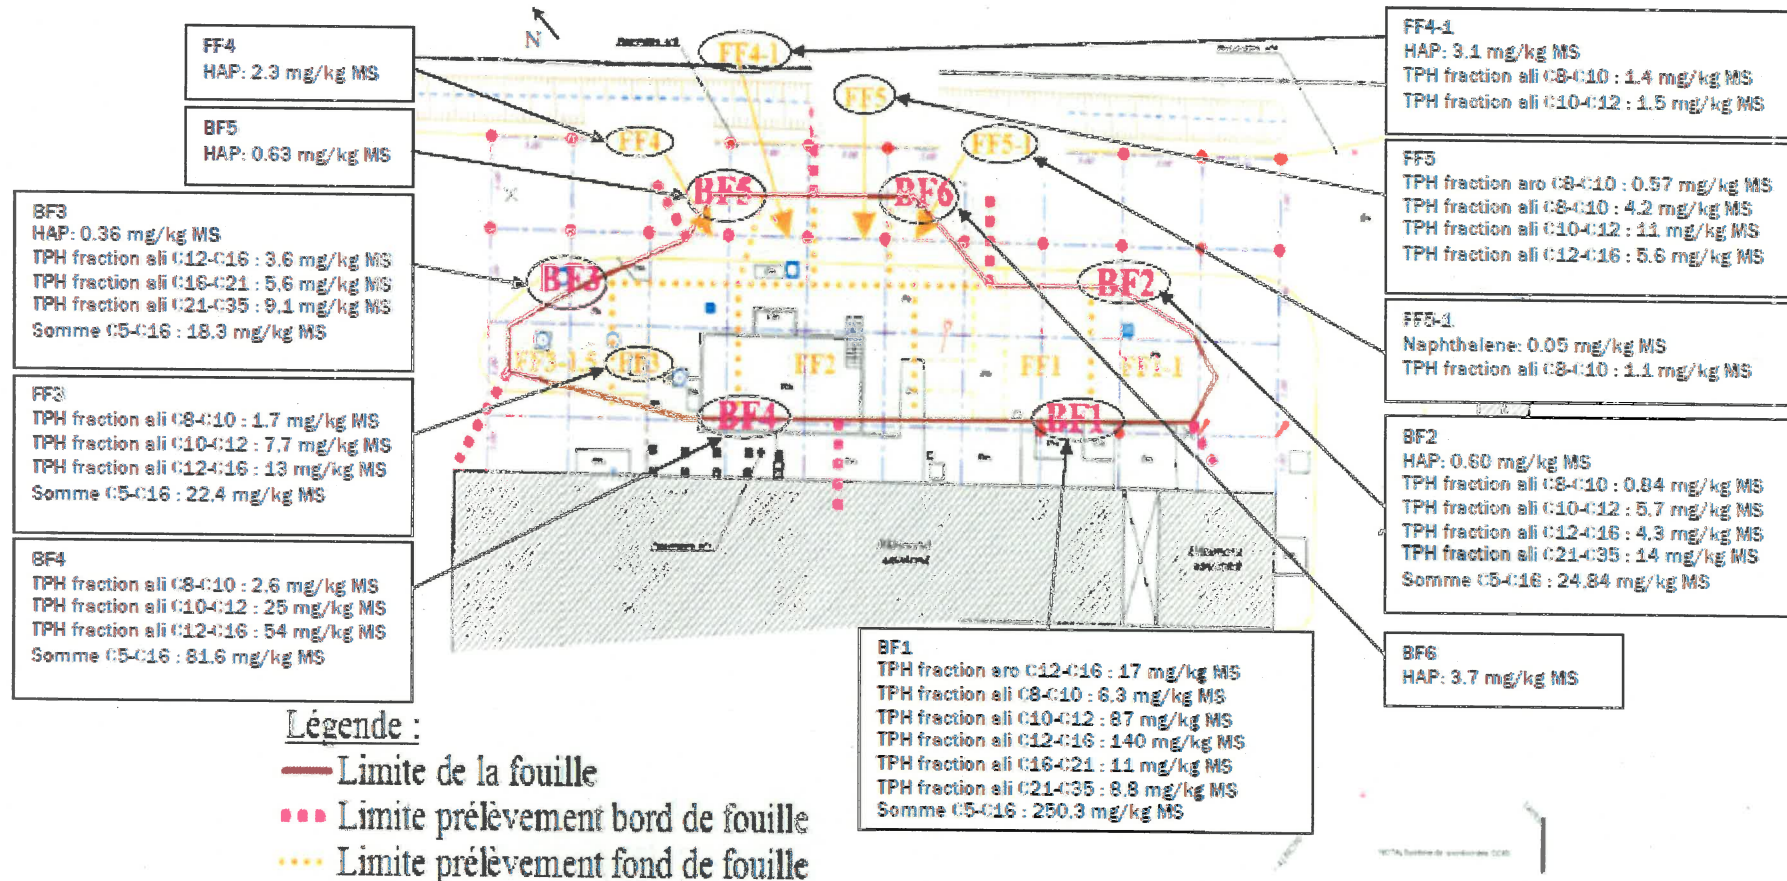 FF4
HAP: 2.3 mg/kg MS
BF5
HAP: 0.63 mg/kg MS
BF3
HAP: 0.36 mg/kg MS
TPH fraction ali C12-C16 : 3.6 mg/kg MS
TPH fraction ali C16-C21 : 5.6 mg/kg MS
TPH fraction ali C21-C35 : 9.1 mg/kg MS
Somme C5-C16 : 18.3 mg/kg MS
FF3
TPH fraction ali C8-C10 : 1.7 mg/kg MS
TPH fraction ali C10-C12 : 7.7 mg/kg MS
TPH fraction ali C12-C16 : 13 mg/kg MS
Somme C5-C16 : 22.4 mg/kg MS
BF4
TPH fraction ali C8-C10 : 2.6 mg/kg MS
TPH fraction ali C10-C12 : 25 mg/kg MS
TPH fraction ali C12-C16 : 54 mg/kg MS
Somme C5-C16 : 81.6 mg/kg MS
N
FF4-1
FF5
FF4
FF5-1
BF5
BF6
BF3
BF2
FF3-1.5
FF3
FF2
FF1
FF1-1
BF4
BF1
FF4-1
HAP: 3.1 mg/kg MS
TPH fraction ali C8-C10 : 1.4 mg/kg MS
TPH fraction ali C10-C12 : 1.5 mg/kg MS
FF5
TPH fraction aro C8-C10 : 0.57 mg/kg MS
TPH fraction ali C8-C10 : 4.2 mg/kg MS
TPH fraction ali C10-C12 : 11 mg/kg MS
TPH fraction ali C12-C16 : 5.6 mg/kg MS
FF5-1
Naphthalene: 0.05 mg/kg MS
TPH fraction ali C8-C10 : 1.1 mg/kg MS
BF2
HAP: 0.60 mg/kg MS
TPH fraction ali C8-C10 : 0.84 mg/kg MS
TPH fraction ali C10-C12 : 5.7 mg/kg MS
TPH fraction ali C12-C16 : 4.3 mg/kg MS
TPH fraction ali C21-C35 : 14 mg/kg MS
Somme C5-C16 : 24.84 mg/kg MS
BF6
HAP: 3.7 mg/kg MS
BF1
TPH fraction aro C12-C16 : 17 mg/kg MS
TPH fraction ali C8-C10 : 6.3 mg/kg MS
TPH fraction ali C10-C12 : 87 mg/kg MS
TPH fraction ali C12-C16 : 140 mg/kg MS
TPH fraction ali C16-C21 : 11 mg/kg MS
TPH fraction ali C21-C35 : 8.8 mg/kg MS
Somme C5-C16 : 250.3 mg/kg MS
Légende :
Limite de la fouille
Limite prélèvement bord de fouille
Limite prélèvement fond de fouille